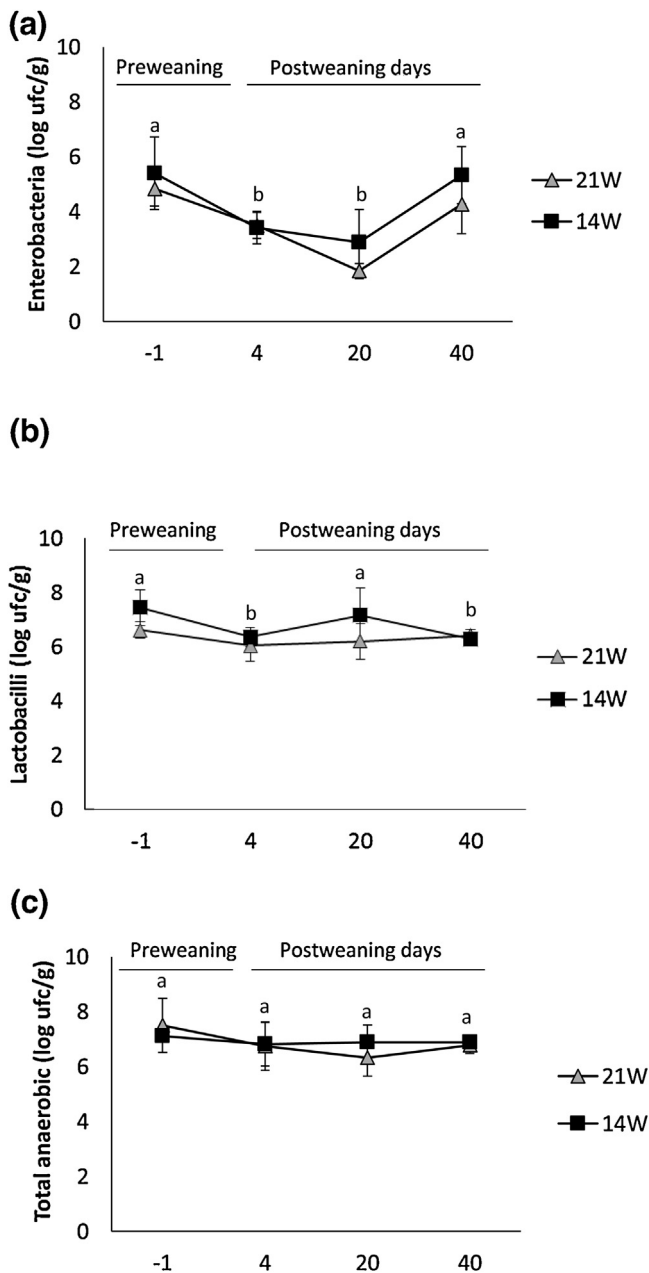 (a)
10
Preweaning Postweaning days
8
a a
6
b b
4
2
0
Enterobacteria (log ufc/g)
21W
14W
-1 4 20 40
(b)
10
Preweaning Postweaning days
8
a a
b b
6
4
2
0
Lactobacilli (log ufc/g)
21W
14W
-1 4 20 40
(c)
10
Preweaning Postweaning days
8
a a a a
6
4
2
0
Total anaerobic (log ufc/g)
21W
14W
-1 4 20 40